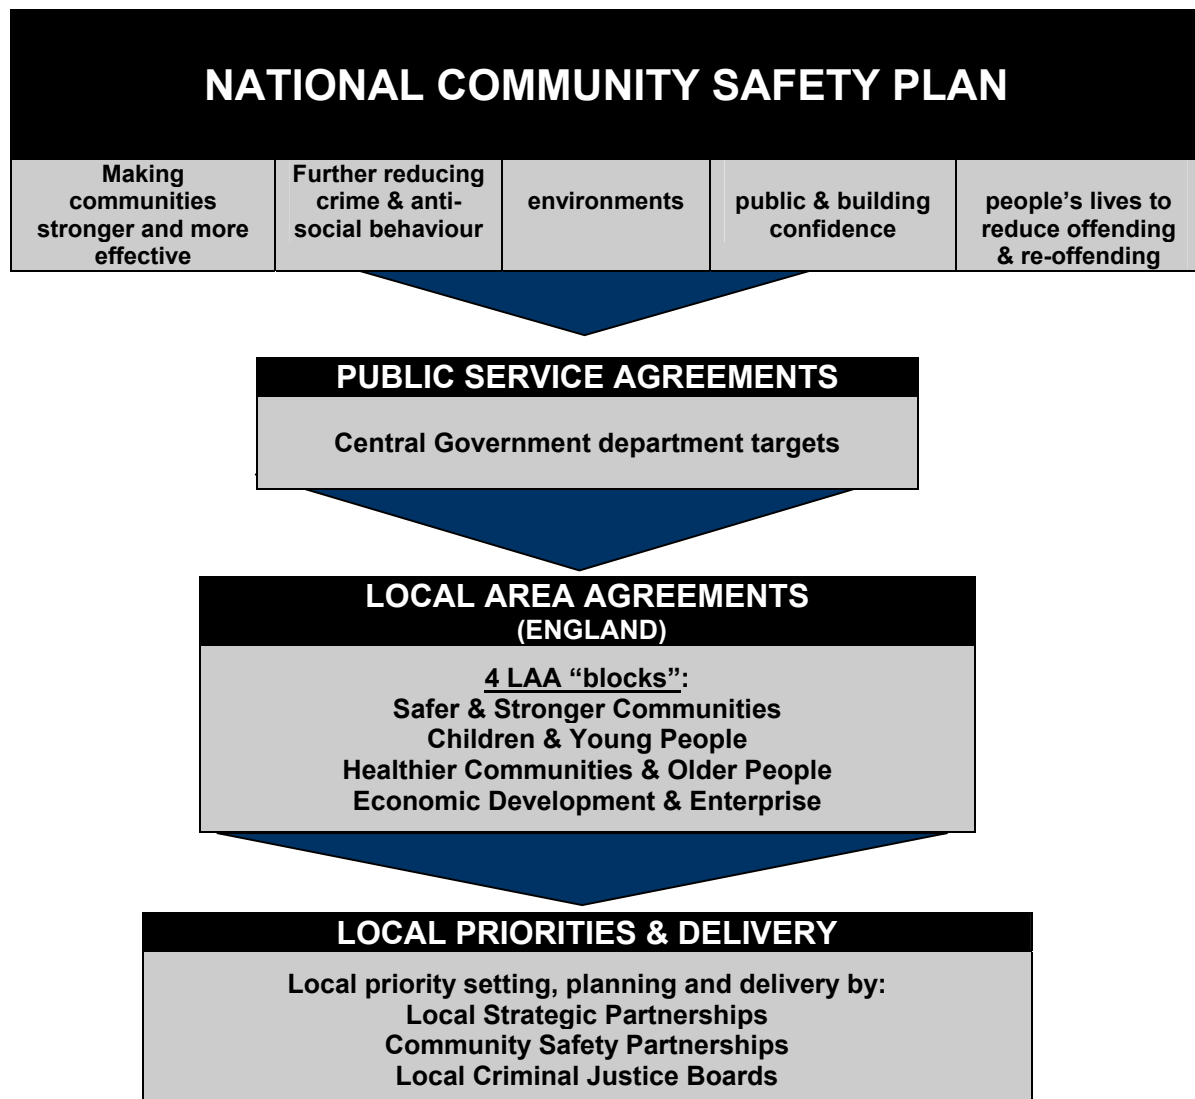 NATIONAL COMMUNITY SAFETY PLAN
Making
communities
stronger and more
effective
Further reducing
crime & anti-
social behaviour
environments
public & building
confidence
people’s lives to
reduce offending
& re-offending
PUBLIC SERVICE AGREEMENTS
Central Government department targets
LOCAL AREA AGREEMENTS
(ENGLAND)
4 LAA “blocks”:
Safer & Stronger Communities
Children & Young People
Healthier Communities & Older People
Economic Development & Enterprise
LOCAL PRIORITIES & DELIVERY
Local priority setting, planning and delivery by:
Local Strategic Partnerships
Community Safety Partnerships
Local Criminal Justice Boards